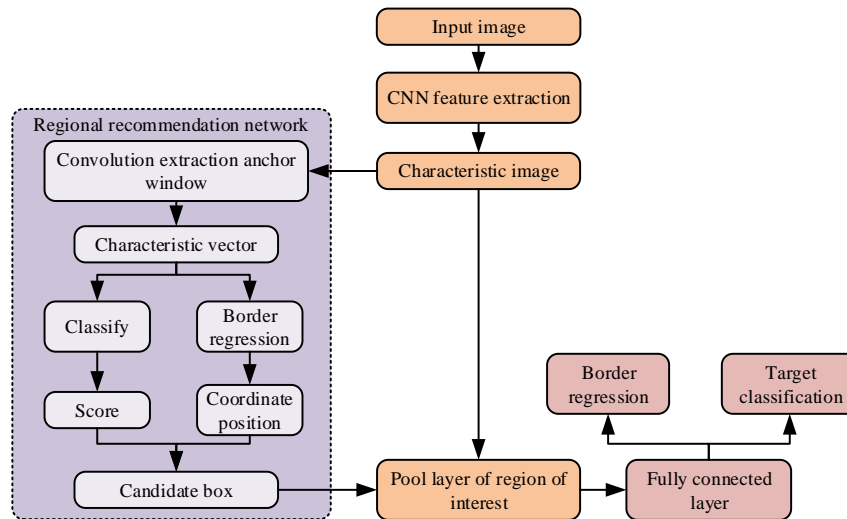 Input image
CNN feature extraction
Characteristic image
Regional recommendation network
Convolution extraction anchor
window
Characteristic vector
Classify
Border
regression
Score
Coordinate
position
Candidate box
Pool layer of region of
interest
Fully connected
layer
Border
regression
Target
classification